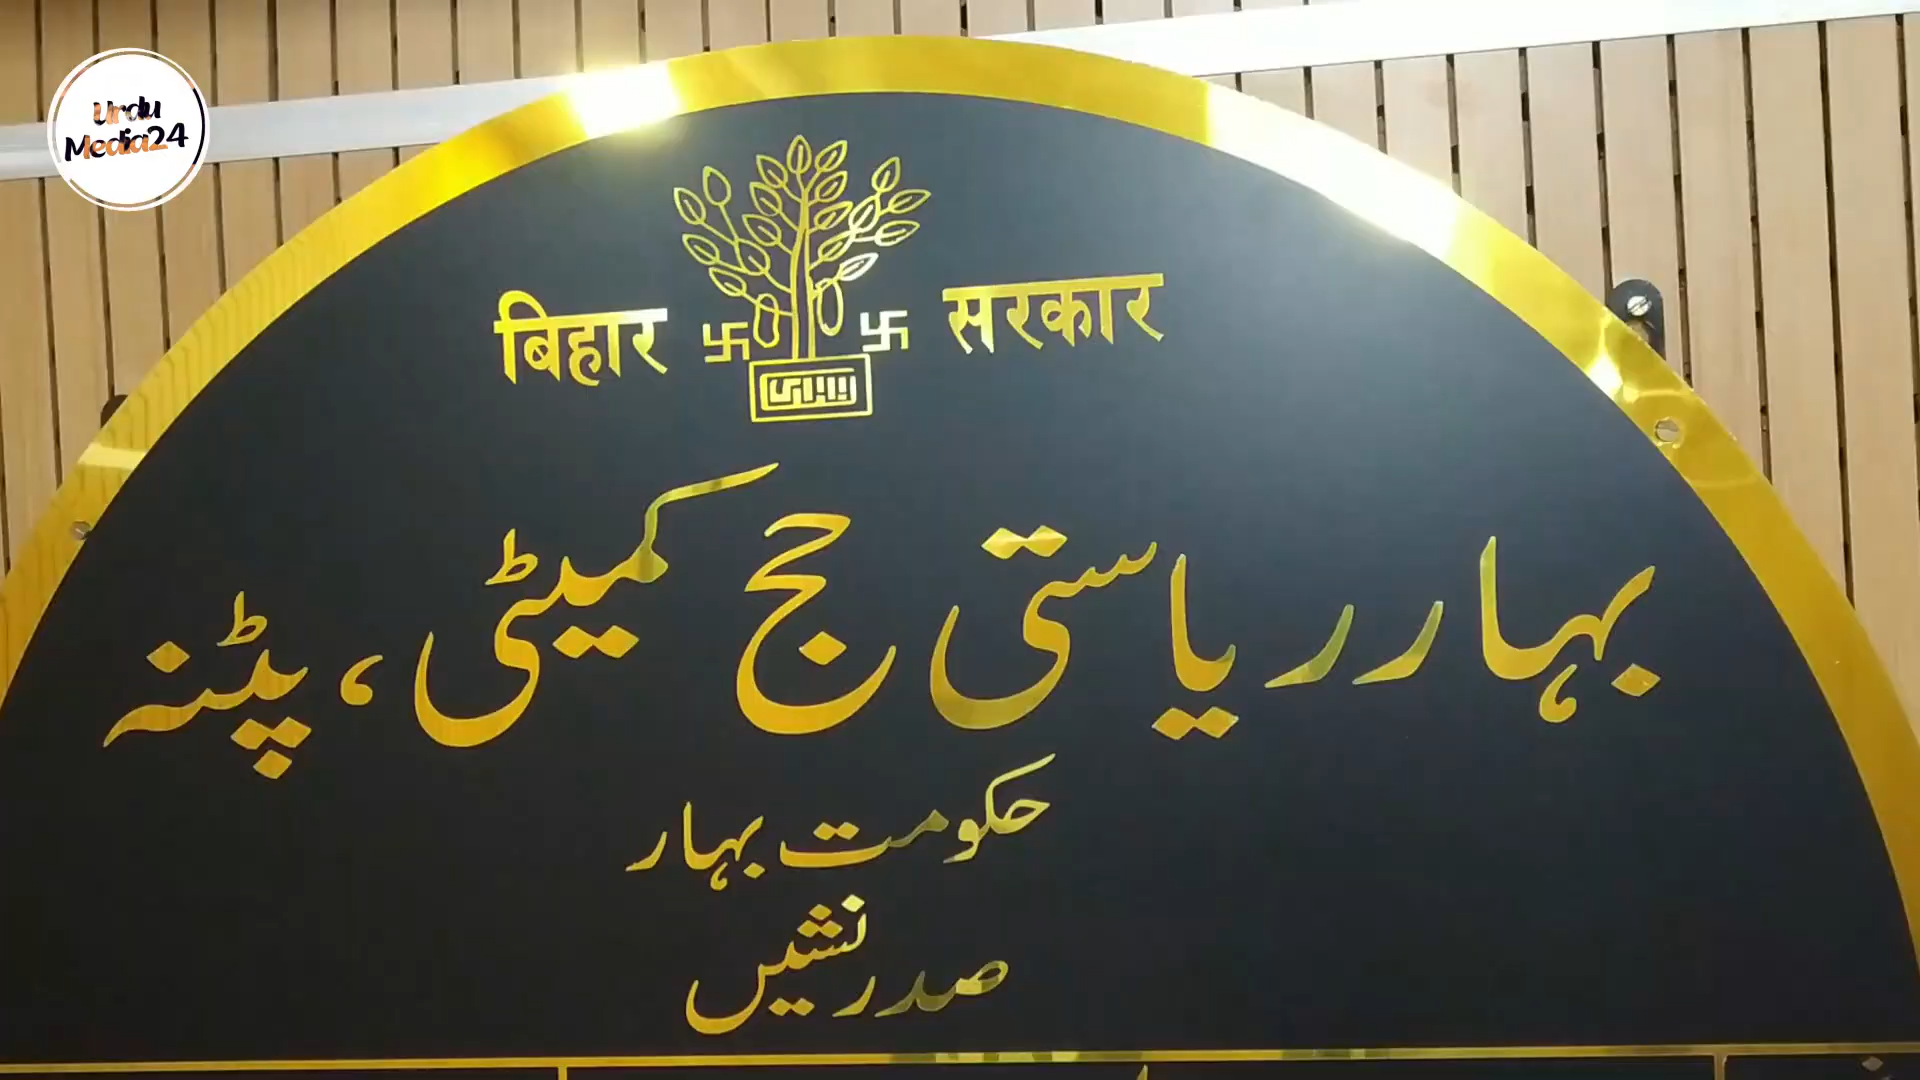 Urdu
Media24
बिहार सरकार
بہار ریاستی حج کمیٹی، پٹنہ
حکومت بہار
صدر نشیں